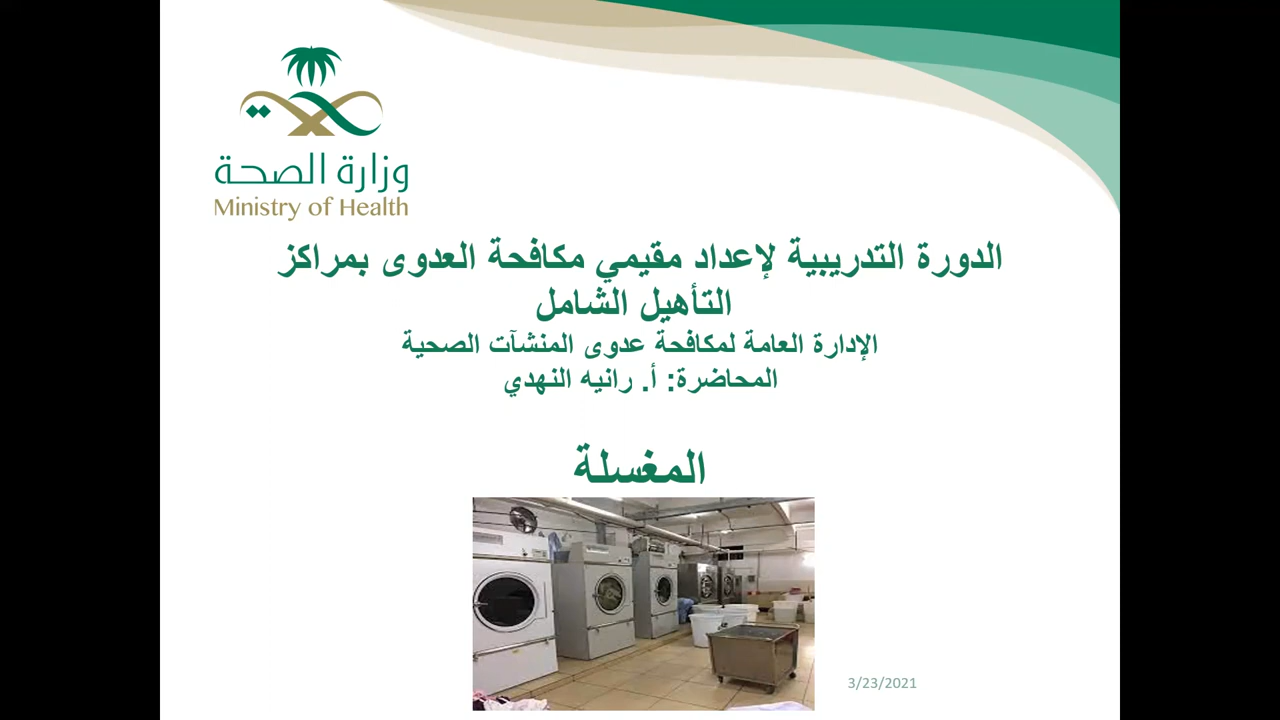 وزارة الصحة
Ministry of Health
الدورة التدريبية لإعداد مقيمي مكافحة العدوى بمراكز
التأهيل الشامل
الإدارة العامة لمكافحة عدوى المنشآت الصحية
المحاضرة: أ. رانيه النهدي
المغسلة
3/23/2021